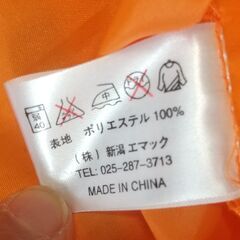 弱
40
中
表地 ポリエステル 100%
(株) 新潟エマック
TEL: 025-287-3713
MADE IN CHINA